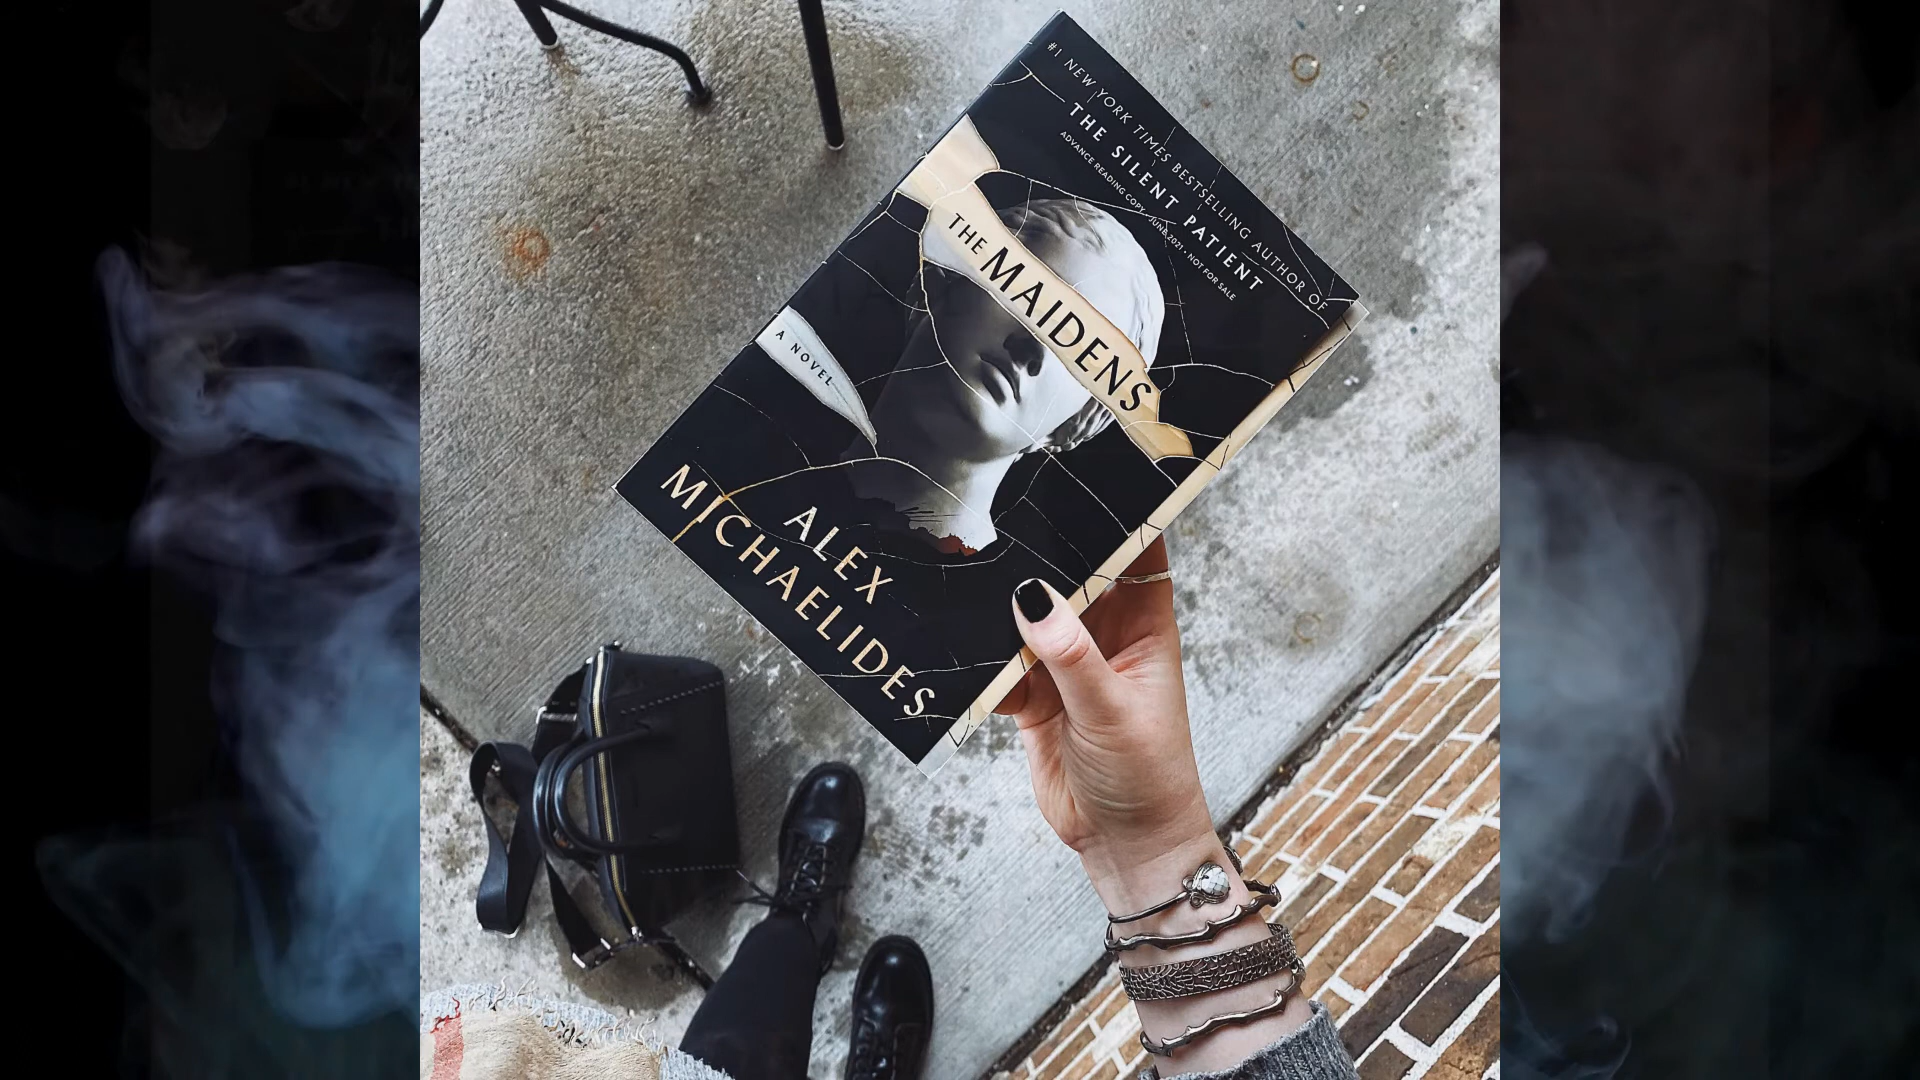 #1 NEW YORK TIMES BESTSELLING AUTHOR OF
THE SILENT PATIENT
ADVANCE READING COPY • JUNE 2021 • NOT FOR SALE
THE MAIDENS
A NOVEL
ALEX
MICHAELIDES